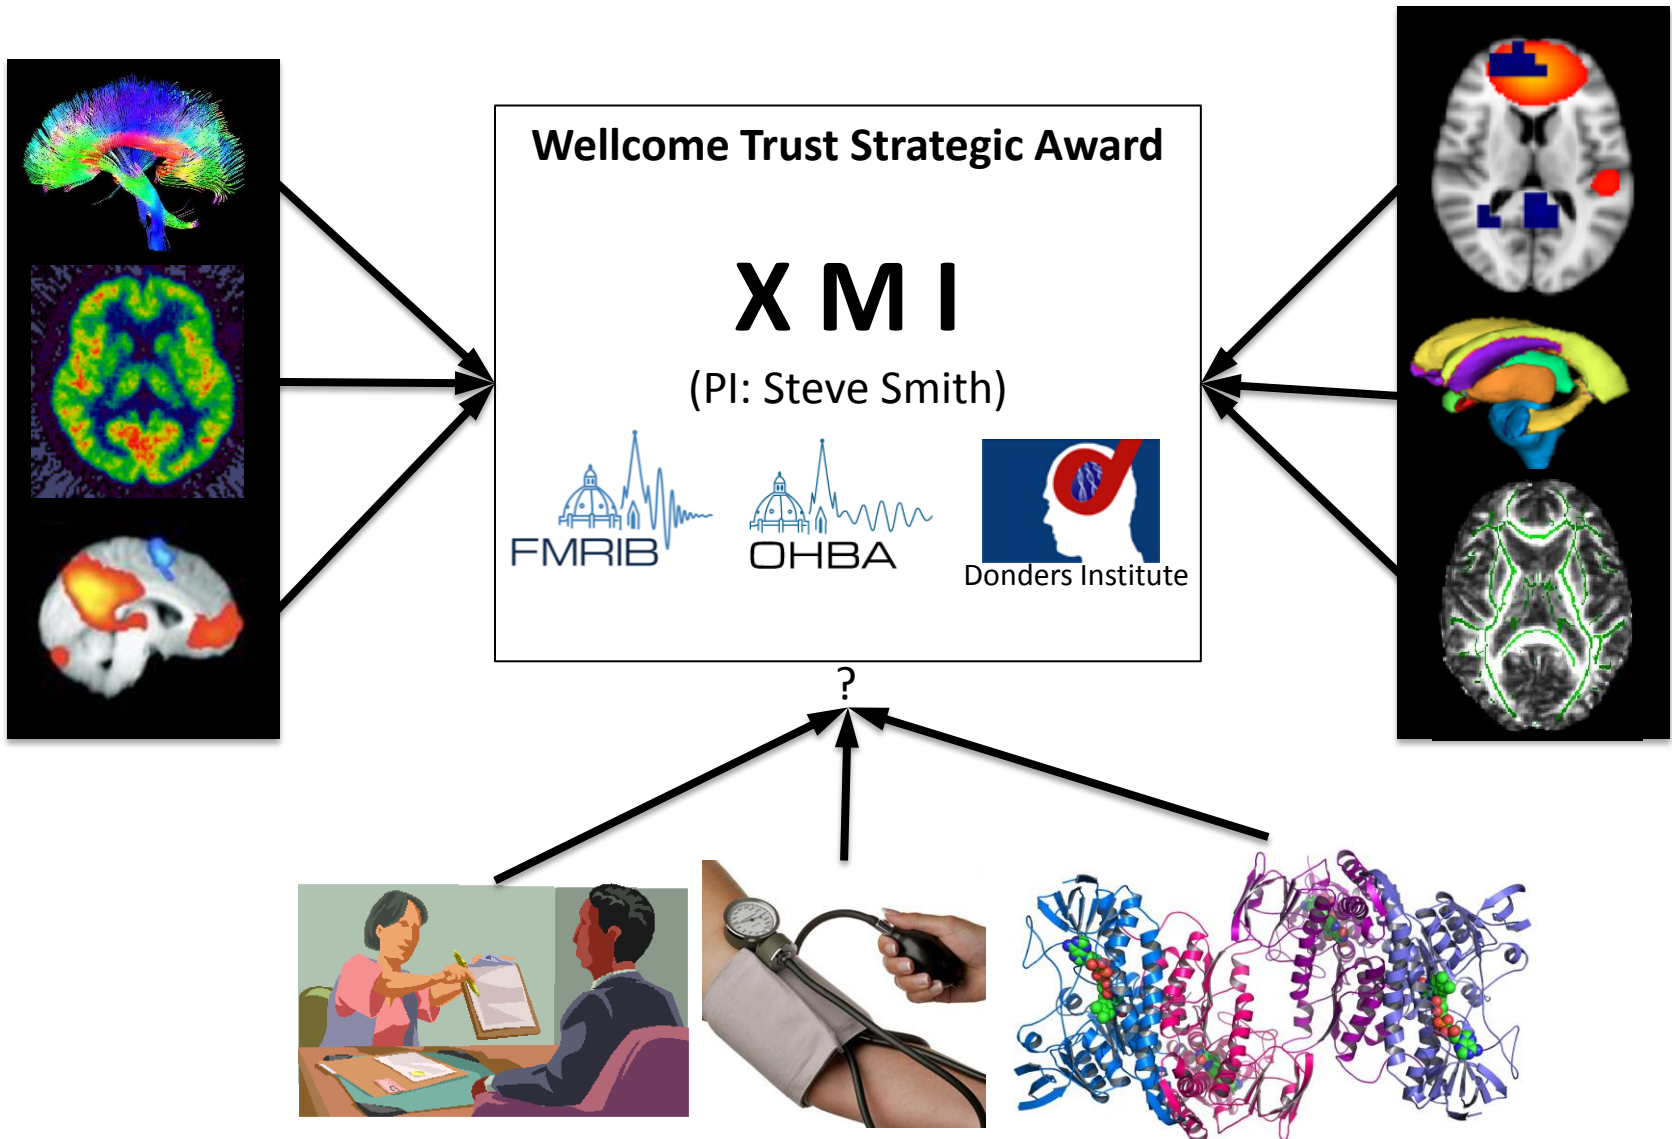 Wellcome Trust Strategic Award
X M I
(PI: Steve Smith)
FMRIB
OHBA
Donders Institute
?